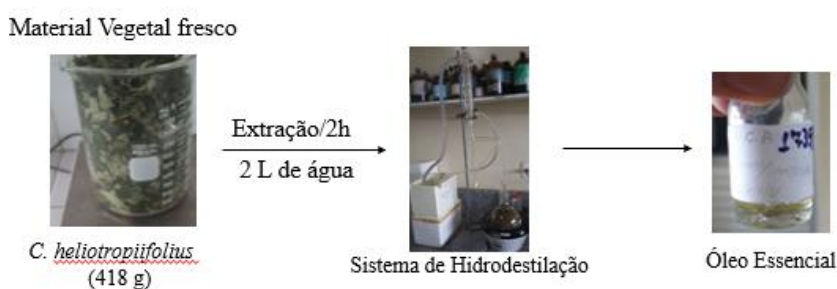 Material Vegetal fresco
Extração/2h
2 L de água
C. heliotropiifolius
(418 g)
Sistema de Hidrodestilação
Óleo Essencial